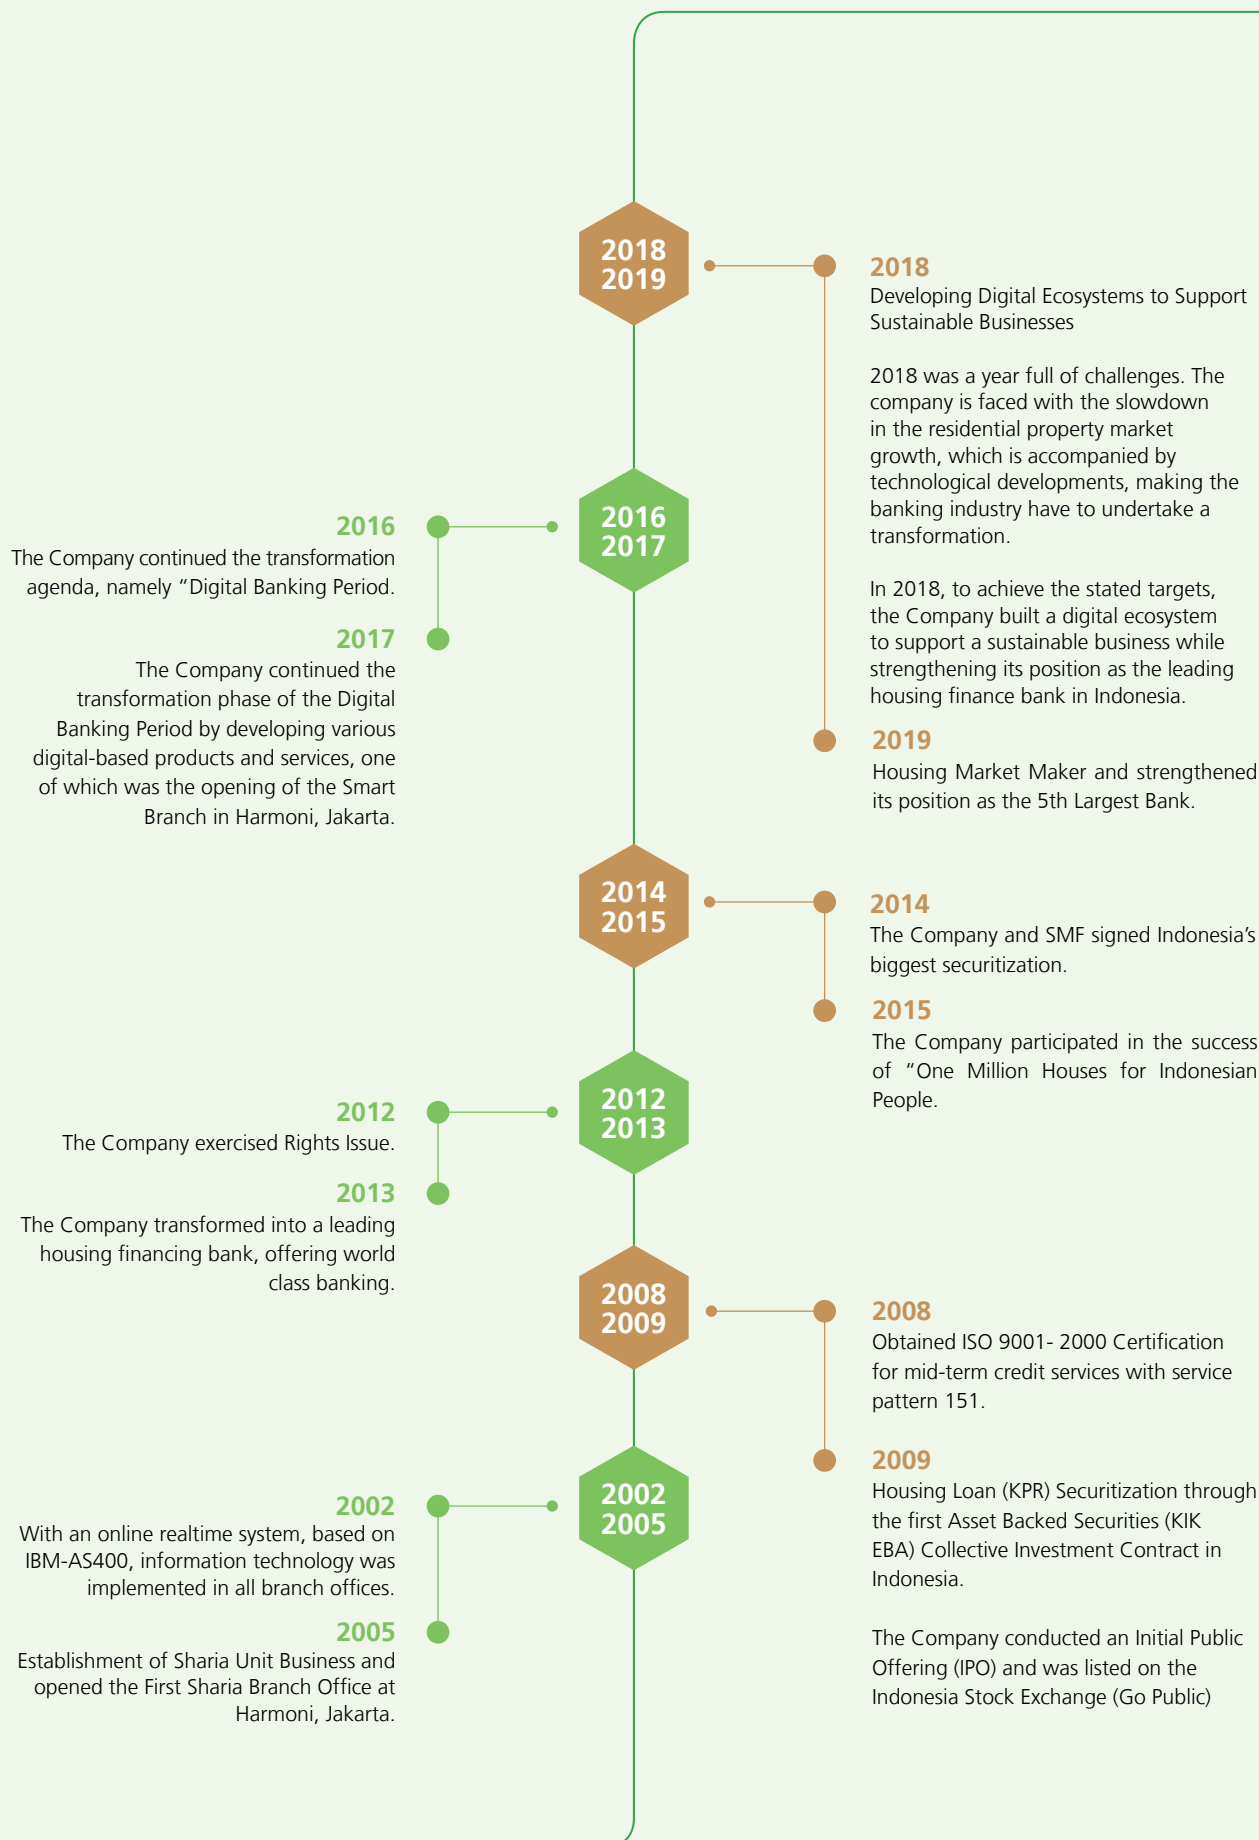 2018
2019
2018
Developing Digital Ecosystems to Support
Sustainable Businesses
2018 was a year full of challenges. The
company is faced with the slowdown
in the residential property market
growth, which is accompanied by
technological developments, making the
banking industry have to undertake a
transformation.
In 2018, to achieve the stated targets,
the Company built a digital ecosystem
to support a sustainable business while
strengthening its position as the leading
housing finance bank in Indonesia.
2019
Housing Market Maker and strengthened
its position as the 5th Largest Bank.
2016
2017
2016
The Company continued the transformation
agenda, namely “Digital Banking Period.
2017
The Company continued the
transformation phase of the Digital
Banking Period by developing various
digital-based products and services, one
of which was the opening of the Smart
Branch in Harmoni, Jakarta.
2014
2015
2014
The Company and SMF signed Indonesia’s
biggest securitization.
2015
The Company participated in the success
of “One Million Houses for Indonesian
People.
2012
2013
2012
The Company exercised Rights Issue.
2013
The Company transformed into a leading
housing financing bank, offering world
class banking.
2008
2009
2008
Obtained ISO 9001- 2000 Certification
for mid-term credit services with service
pattern 151.
2009
Housing Loan (KPR) Securitization through
the first Asset Backed Securities (KIK
EBA) Collective Investment Contract in
Indonesia.
The Company conducted an Initial Public
Offering (IPO) and was listed on the
Indonesia Stock Exchange (Go Public)
2002
2005
2002
With an online realtime system, based on
IBM-AS400, information technology was
implemented in all branch offices.
2005
Establishment of Sharia Unit Business and
opened the First Sharia Branch Office at
Harmoni, Jakarta.